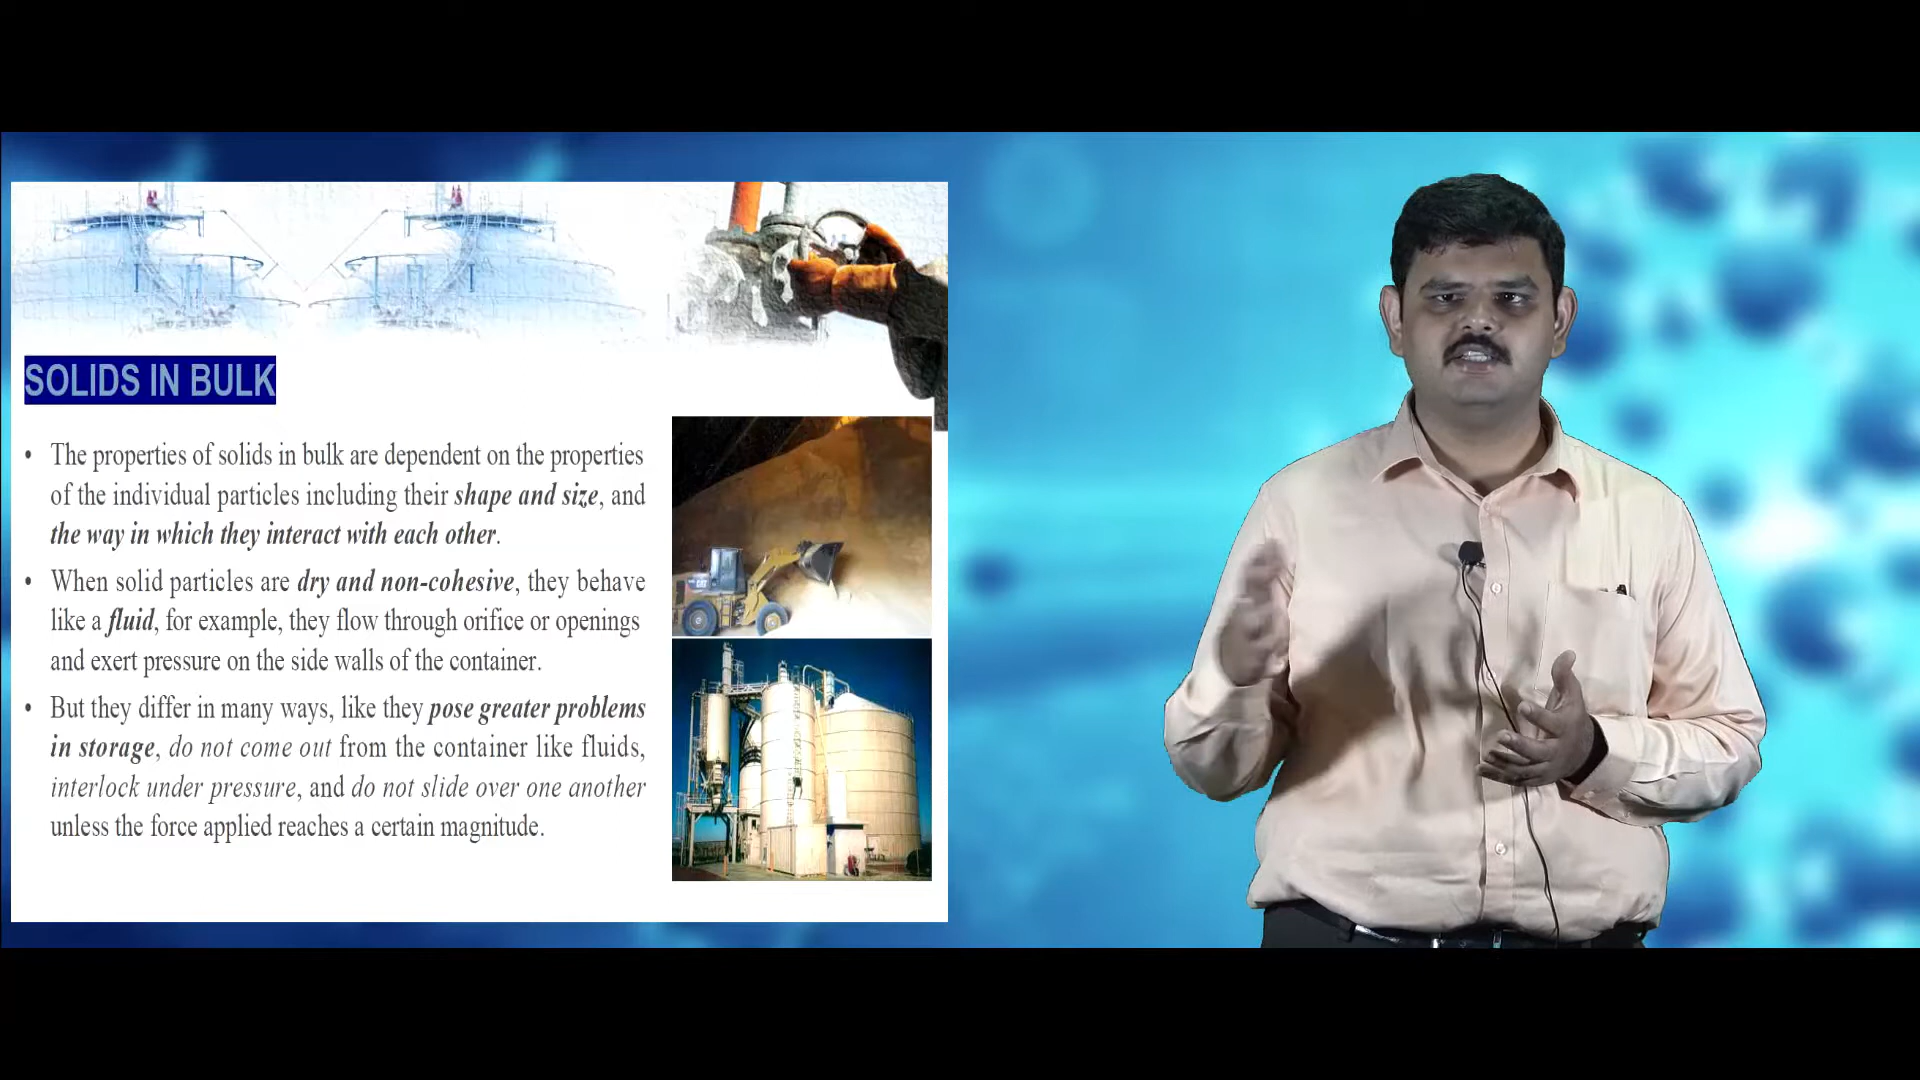 SOLIDS IN BULK
• The properties of solids in bulk are dependent on the properties
of the individual particles including their shape and size, and
the way in which they interact with each other.
• When solid particles are dry and non-cohesive, they behave
like a fluid, for example, they flow through orifice or openings
and exert pressure on the side walls of the container.
• But they differ in many ways, like they pose greater problems
in storage, do not come out from the container like fluids,
interlock under pressure, and do not slide over one another
unless the force applied reaches a certain magnitude.